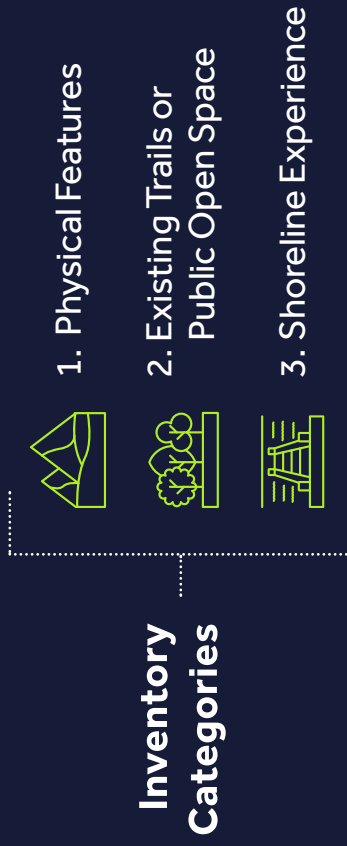 Inventory
Categories
1. Physical Features
2. Existing Trails or
Public Open Space
3. Shoreline Experience